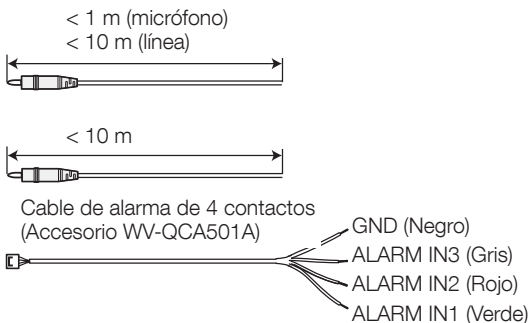 < 1 m (micrófono)
< 10 m (línea)
< 10 m
Cable de alarma de 4 contactos
(Accesorio WV-QCA501A)
GND (Negro)
ALARM IN3 (Gris)
ALARM IN2 (Rojo)
ALARM IN1 (Verde)